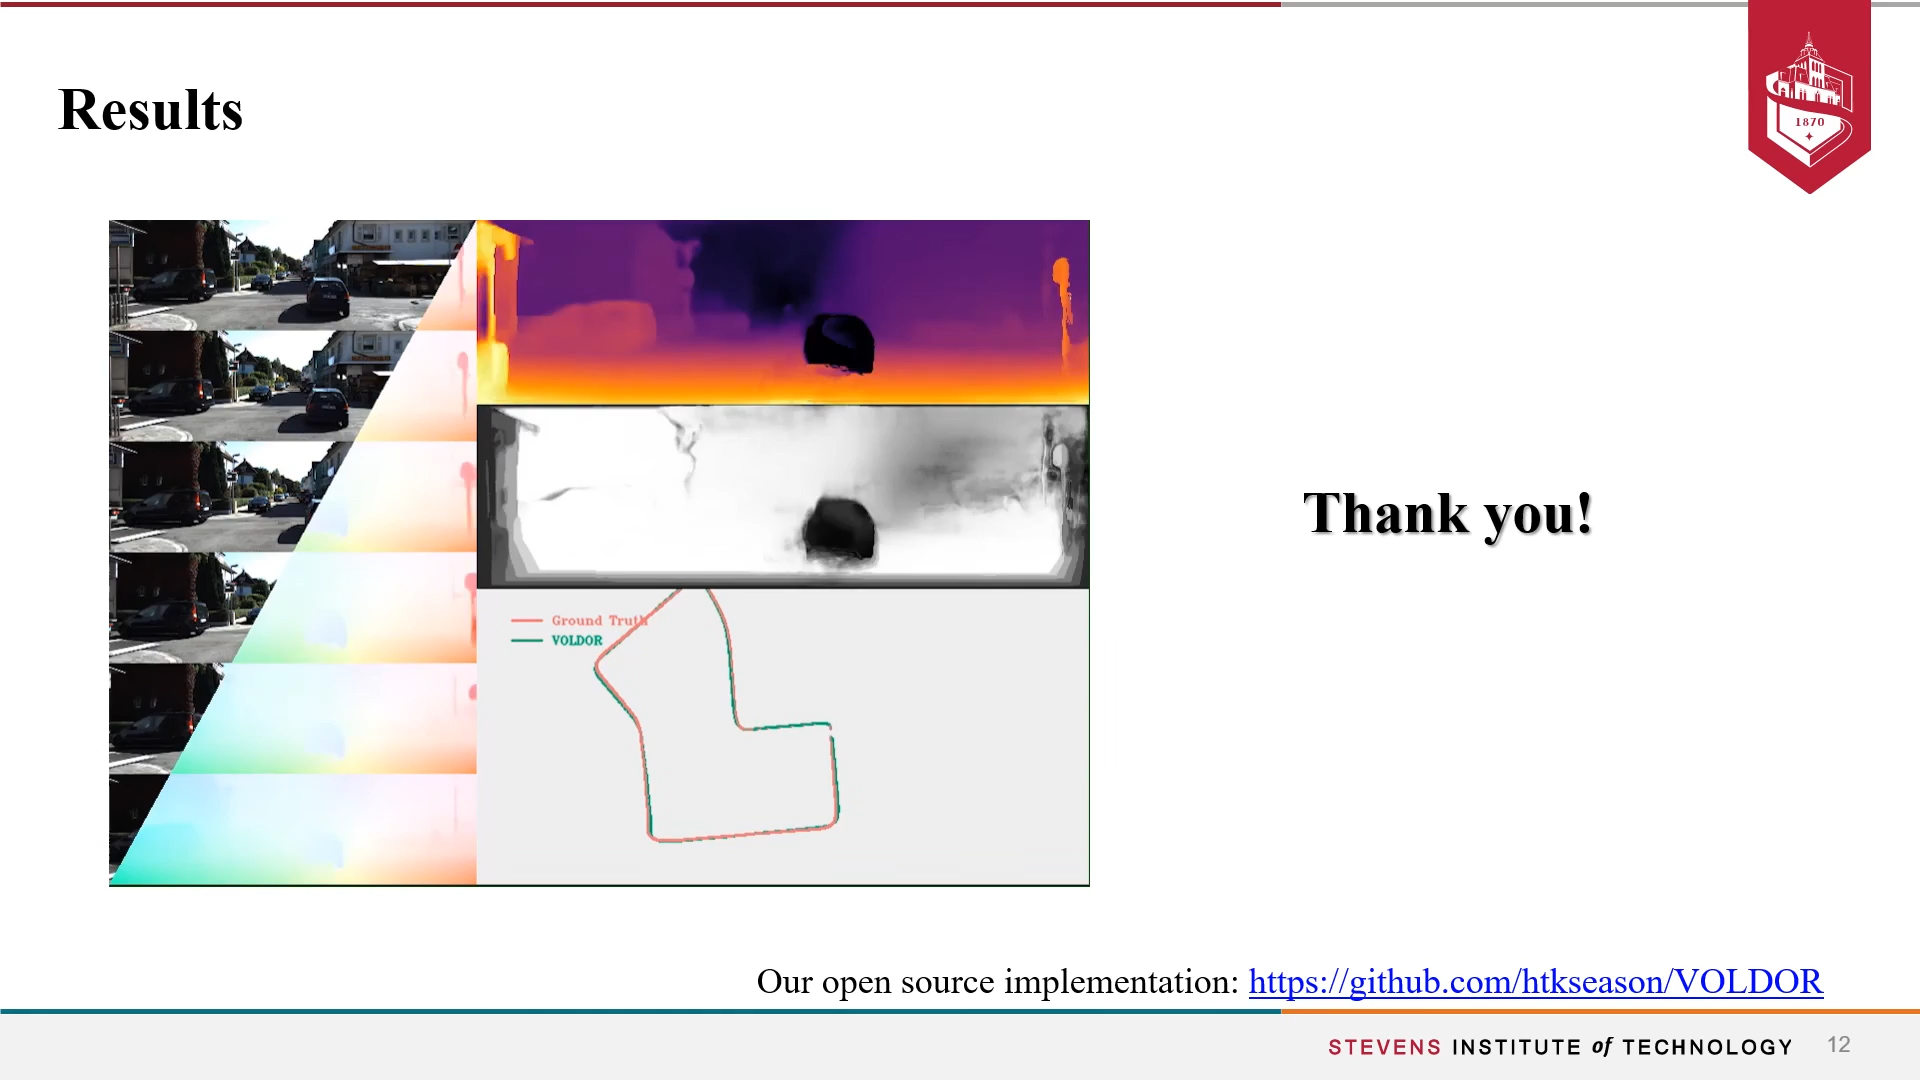 Results
1870
Ground Truth
VOLDOR
Thank you!
Our open source implementation: https://github.com/htkseason/VOLDOR
STEVENS INSTITUTE of TECHNOLOGY 12